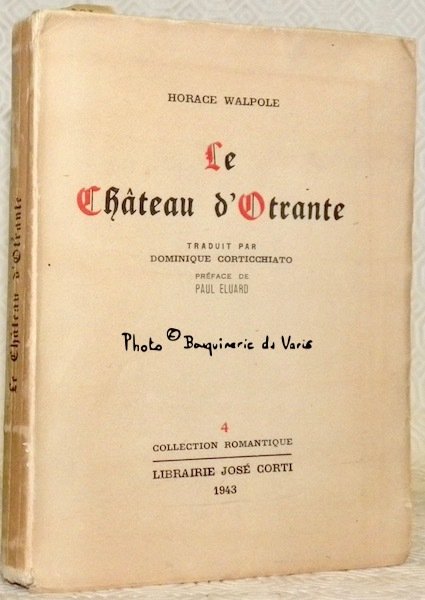 HORACE WALPOLE
Le
Château d'Otrante
TRADUIT PAR
DOMINIQUE CORTICCHIATO
PRÉFACE DE
PAUL ELUARD
Photo © Bouquinerie du Varis
4
COLLECTION ROMANTIQUE
LIBRAIRIE JOSÉ CORTI
1943
Le Château d'Otrante